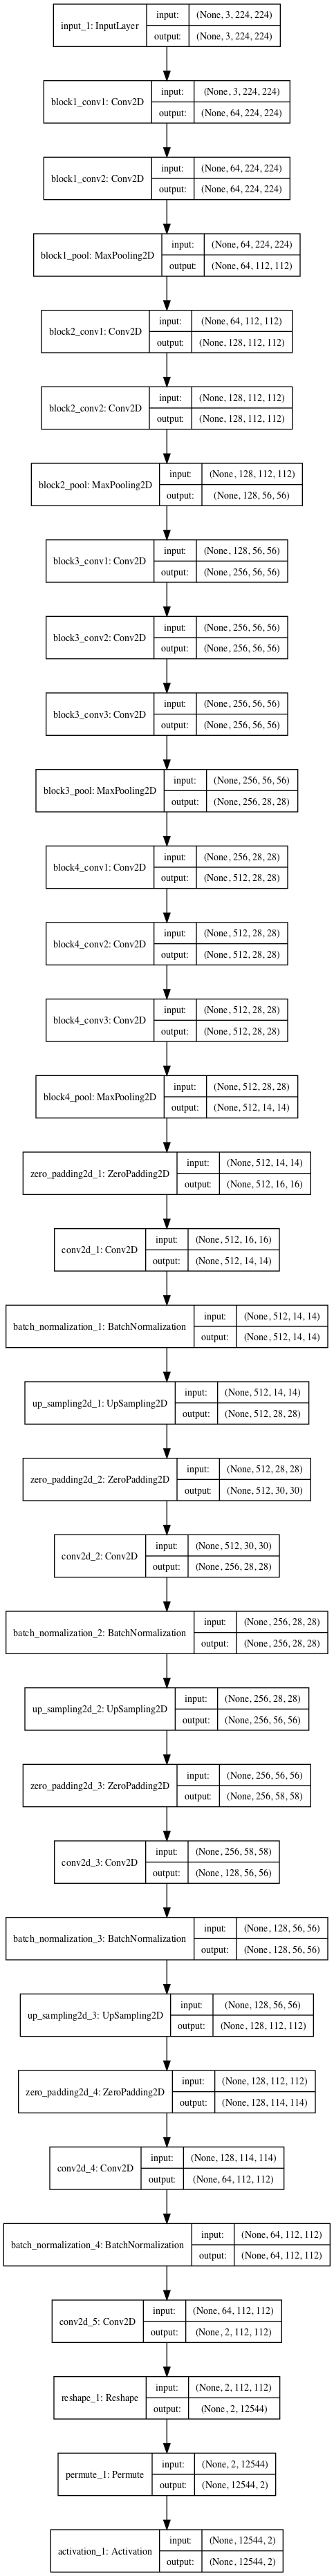 input_1: InputLayer
input: (None, 3, 224, 224)
output: (None, 3, 224, 224)
block1_conv1: Conv2D
input: (None, 3, 224, 224)
output: (None, 64, 224, 224)
block1_conv2: Conv2D
input: (None, 64, 224, 224)
output: (None, 64, 224, 224)
block1_pool: MaxPooling2D
input: (None, 64, 224, 224)
output: (None, 64, 112, 112)
block2_conv1: Conv2D
input: (None, 64, 112, 112)
output: (None, 128, 112, 112)
block2_conv2: Conv2D
input: (None, 128, 112, 112)
output: (None, 128, 112, 112)
block2_pool: MaxPooling2D
input: (None, 128, 112, 112)
output: (None, 128, 56, 56)
block3_conv1: Conv2D
input: (None, 128, 56, 56)
output: (None, 256, 56, 56)
block3_conv2: Conv2D
input: (None, 256, 56, 56)
output: (None, 256, 56, 56)
block3_conv3: Conv2D
input: (None, 256, 56, 56)
output: (None, 256, 56, 56)
block3_pool: MaxPooling2D
input: (None, 256, 56, 56)
output: (None, 256, 28, 28)
block4_conv1: Conv2D
input: (None, 256, 28, 28)
output: (None, 512, 28, 28)
block4_conv2: Conv2D
input: (None, 512, 28, 28)
output: (None, 512, 28, 28)
block4_conv3: Conv2D
input: (None, 512, 28, 28)
output: (None, 512, 28, 28)
block4_pool: MaxPooling2D
input: (None, 512, 28, 28)
output: (None, 512, 14, 14)
zero_padding2d_1: ZeroPadding2D
input: (None, 512, 14, 14)
output: (None, 512, 16, 16)
conv2d_1: Conv2D
input: (None, 512, 16, 16)
output: (None, 512, 14, 14)
batch_normalization_1: BatchNormalization
input: (None, 512, 14, 14)
output: (None, 512, 14, 14)
up_sampling2d_1: UpSampling2D
input: (None, 512, 14, 14)
output: (None, 512, 28, 28)
zero_padding2d_2: ZeroPadding2D
input: (None, 512, 28, 28)
output: (None, 512, 30, 30)
conv2d_2: Conv2D
input: (None, 512, 30, 30)
output: (None, 256, 28, 28)
batch_normalization_2: BatchNormalization
input: (None, 256, 28, 28)
output: (None, 256, 28, 28)
up_sampling2d_2: UpSampling2D
input: (None, 256, 28, 28)
output: (None, 256, 56, 56)
zero_padding2d_3: ZeroPadding2D
input: (None, 256, 56, 56)
output: (None, 256, 58, 58)
conv2d_3: Conv2D
input: (None, 256, 58, 58)
output: (None, 128, 56, 56)
batch_normalization_3: BatchNormalization
input: (None, 128, 56, 56)
output: (None, 128, 56, 56)
up_sampling2d_3: UpSampling2D
input: (None, 128, 56, 56)
output: (None, 128, 112, 112)
zero_padding2d_4: ZeroPadding2D
input: (None, 128, 112, 112)
output: (None, 128, 114, 114)
conv2d_4: Conv2D
input: (None, 128, 114, 114)
output: (None, 64, 112, 112)
batch_normalization_4: BatchNormalization
input: (None, 64, 112, 112)
output: (None, 64, 112, 112)
conv2d_5: Conv2D
input: (None, 64, 112, 112)
output: (None, 2, 112, 112)
reshape_1: Reshape
input: (None, 2, 112, 112)
output: (None, 2, 12544)
permute_1: Permute
input: (None, 2, 12544)
output: (None, 12544, 2)
activation_1: Activation
input: (None, 12544, 2)
output: (None, 12544, 2)